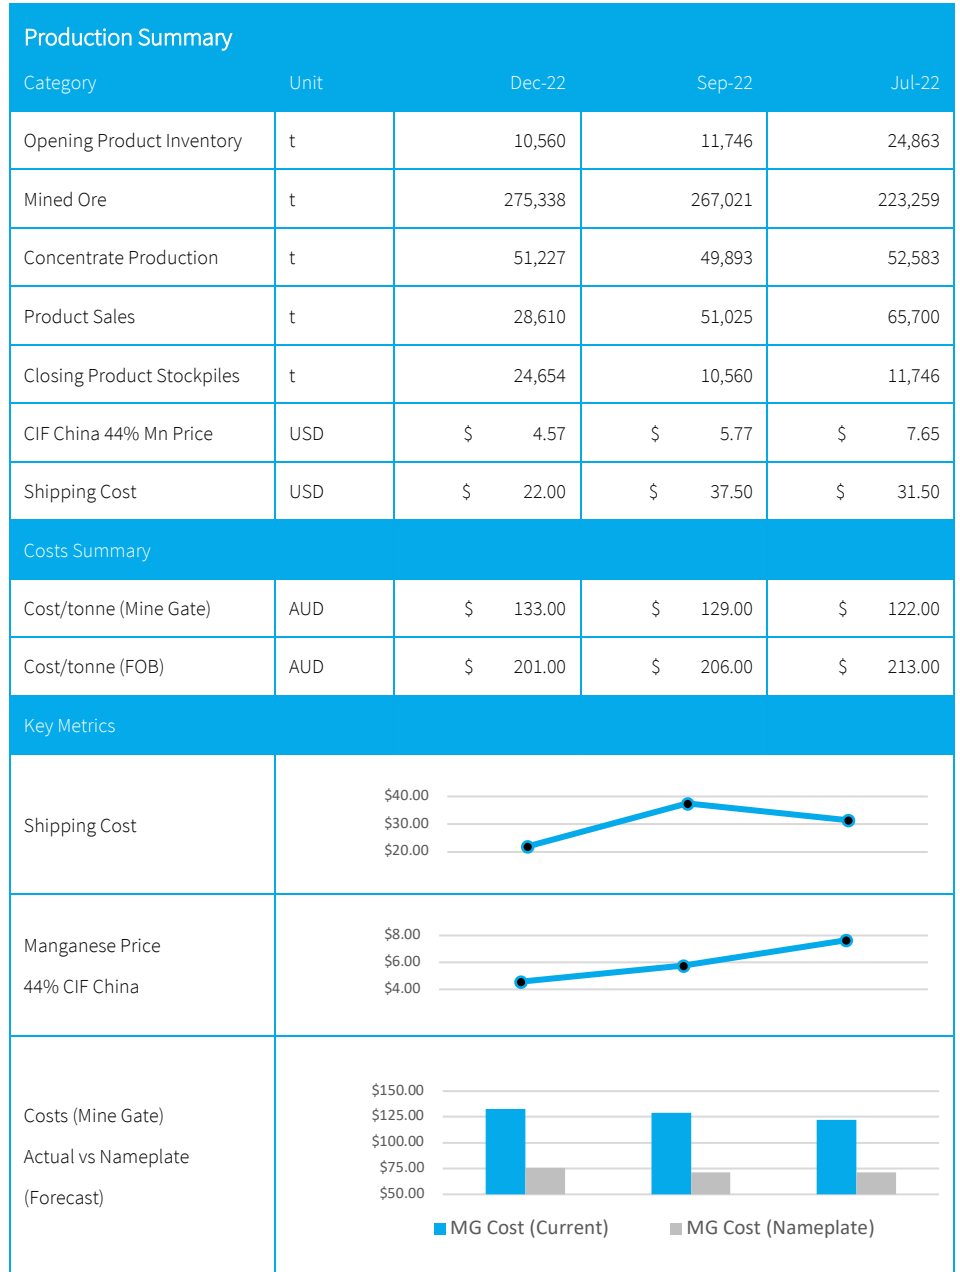 Production Summary
Category Unit Dec-22 Sep-22 Jul-22
Opening Product Inventory t 10,560 11,746 24,863
Mined Ore t 275,338 267,021 223,259
Concentrate Production t 51,227 49,893 52,583
Product Sales t 28,610 51,025 65,700
Closing Product Stockpiles t 24,654 10,560 11,746
CIF China 44% Mn Price USD $ 4.57 $ 5.77 $ 7.65
Shipping Cost USD $ 22.00 $ 37.50 $ 31.50
Costs Summary
Cost/tonne (Mine Gate) AUD $ 133.00 $ 129.00 $ 122.00
Cost/tonne (FOB) AUD $ 201.00 $ 206.00 $ 213.00
Key Metrics
Shipping Cost
$40.00
$30.00
$20.00
Manganese Price
44% CIF China
$8.00
$6.00
$4.00
Costs (Mine Gate)
Actual vs Nameplate
(Forecast)
$150.00
$125.00
$100.00
$75.00
$50.00
MG Cost (Current) MG Cost (Nameplate)